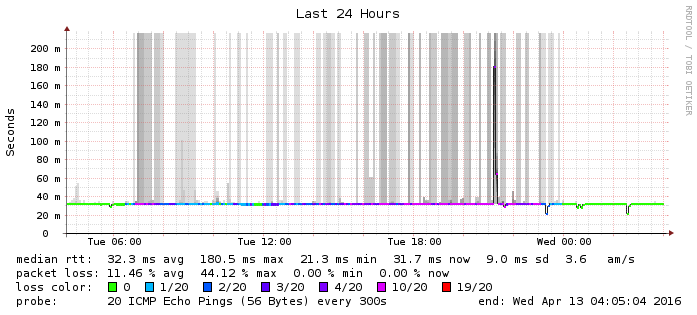 Last 24 Hours
RRDTOOL / TOBI OETIKER
Seconds
200 m
180 m
160 m
140 m
120 m
100 m
80 m
60 m
40 m
20 m
0
Tue 06:00 Tue 12:00 Tue 18:00 Wed 00:00
median rtt: 32.3 ms avg 180.5 ms max 21.3 ms min 31.7 ms now 9.0 ms sd 3.6 am/s
packet loss: 11.46 % avg 44.12 % max 0.00 % min 0.00 % now
loss color: 0 1/20 2/20 3/20 4/20 10/20 19/20
probe: 20 ICMP Echo Pings (56 Bytes) every 300s end: Wed Apr 13 04:05:04 2016